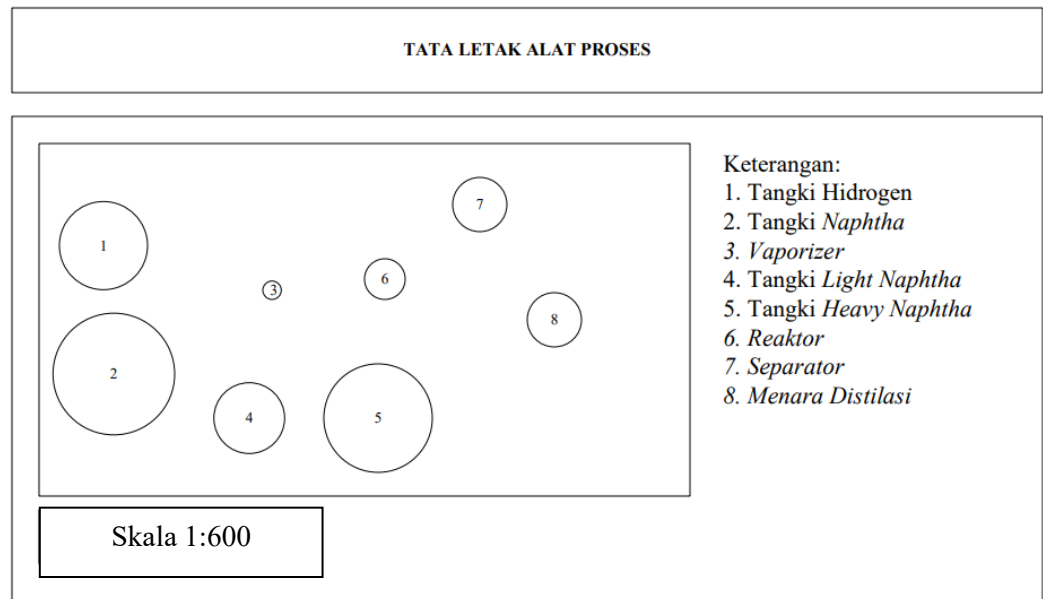 TATA LETAK ALAT PROSES
Keterangan:
1. Tangki Hidrogen
2. Tangki Naphtha
3. Vaporizer
4. Tangki Light Naphtha
5. Tangki Heavy Naphtha
6. Reaktor
7. Separator
8. Menara Distilasi
7
1
6
3
8
2
4
5
Skala 1:600